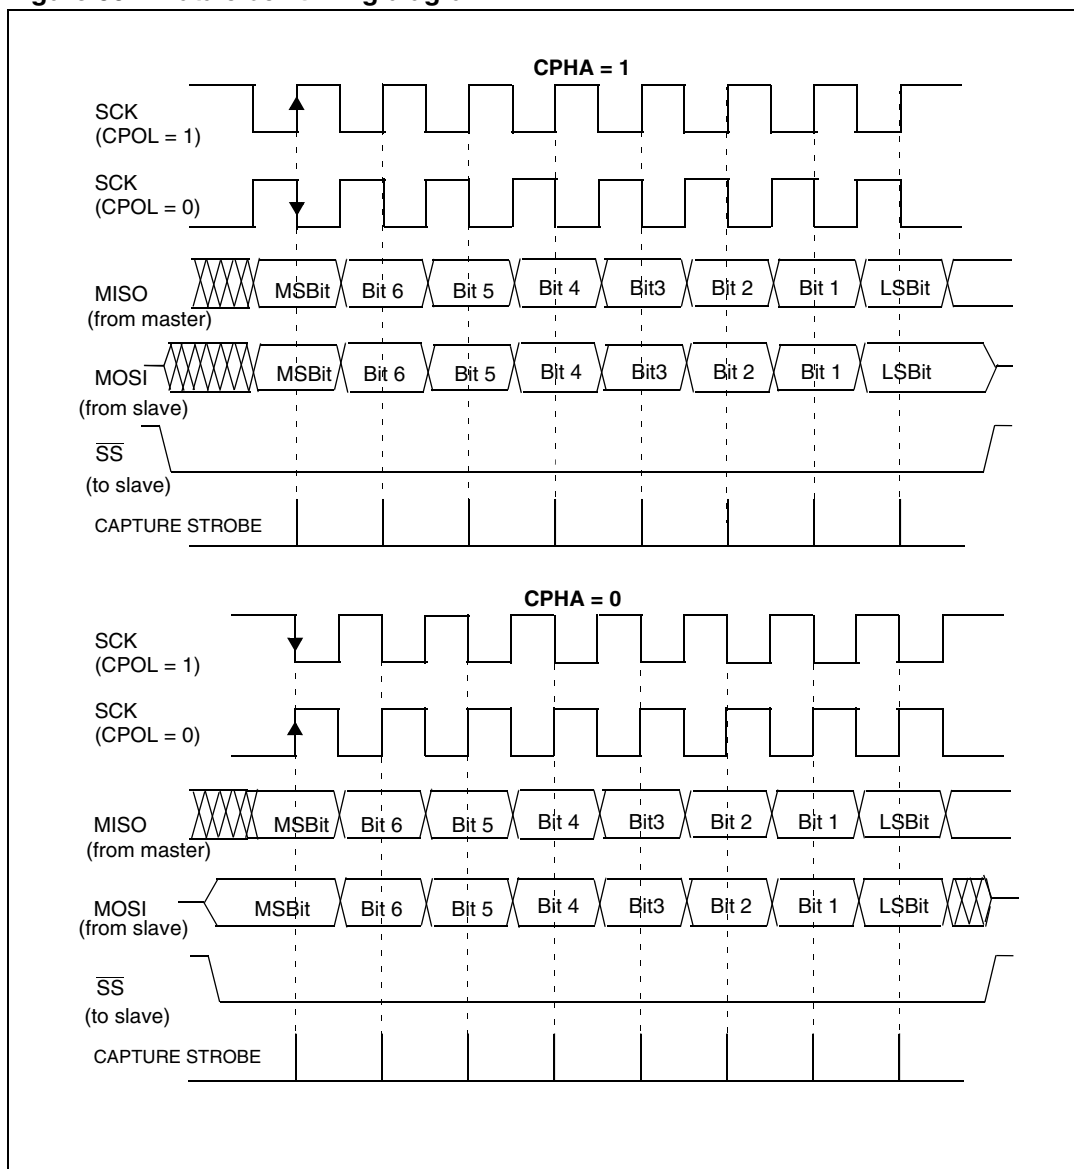 CPHA = 1
SCK
(CPOL = 1)
SCK
(CPOL = 0)
MISO
(from master)
MSBit Bit 6 Bit 5 Bit 4 Bit3 Bit 2 Bit 1 LSBit
MOSI
(from slave)
MSBit Bit 6 Bit 5 Bit 4 Bit3 Bit 2 Bit 1 LSBit
SS
(to slave)
CAPTURE STROBE
CPHA = 0
SCK
(CPOL = 1)
SCK
(CPOL = 0)
MISO
(from master)
MSBit Bit 6 Bit 5 Bit 4 Bit3 Bit 2 Bit 1 LSBit
MOSI
(from slave)
MSBit Bit 6 Bit 5 Bit 4 Bit3 Bit 2 Bit 1 LSBit
SS
(to slave)
CAPTURE STROBE